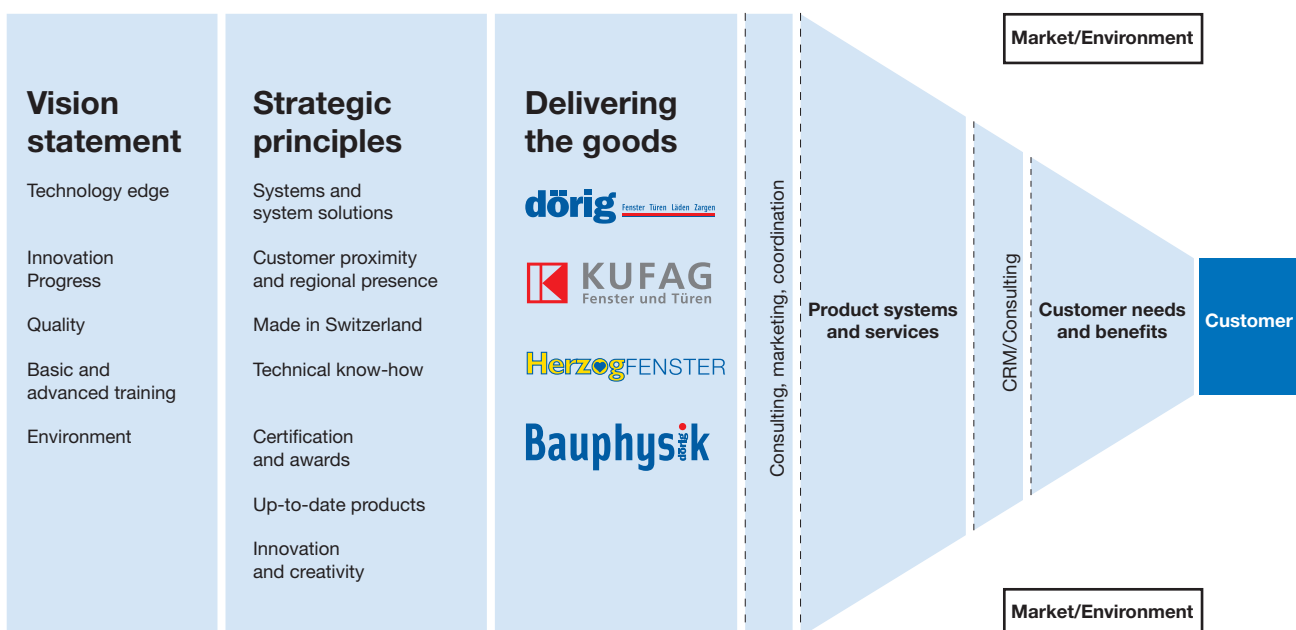 Market/Environment
Vision
statement
Technology edge
Innovation
Progress
Quality
Basic and
advanced training
Environment
Strategic
principles
Systems and
system solutions
Customer proximity
and regional presence
Made in Switzerland
Technical know-how
Certification
and awards
Up-to-date products
Innovation
and creativity
Delivering
the goods
dörig Fenster Türen Läden Zargen
KUFAG
Fenster und Türen
HerzogFENSTER
Bauphysik
dörig
Consulting, marketing, coordination
Product systems
and services
CRM/Consulting
Customer needs
and benefits
Customer
Market/Environment